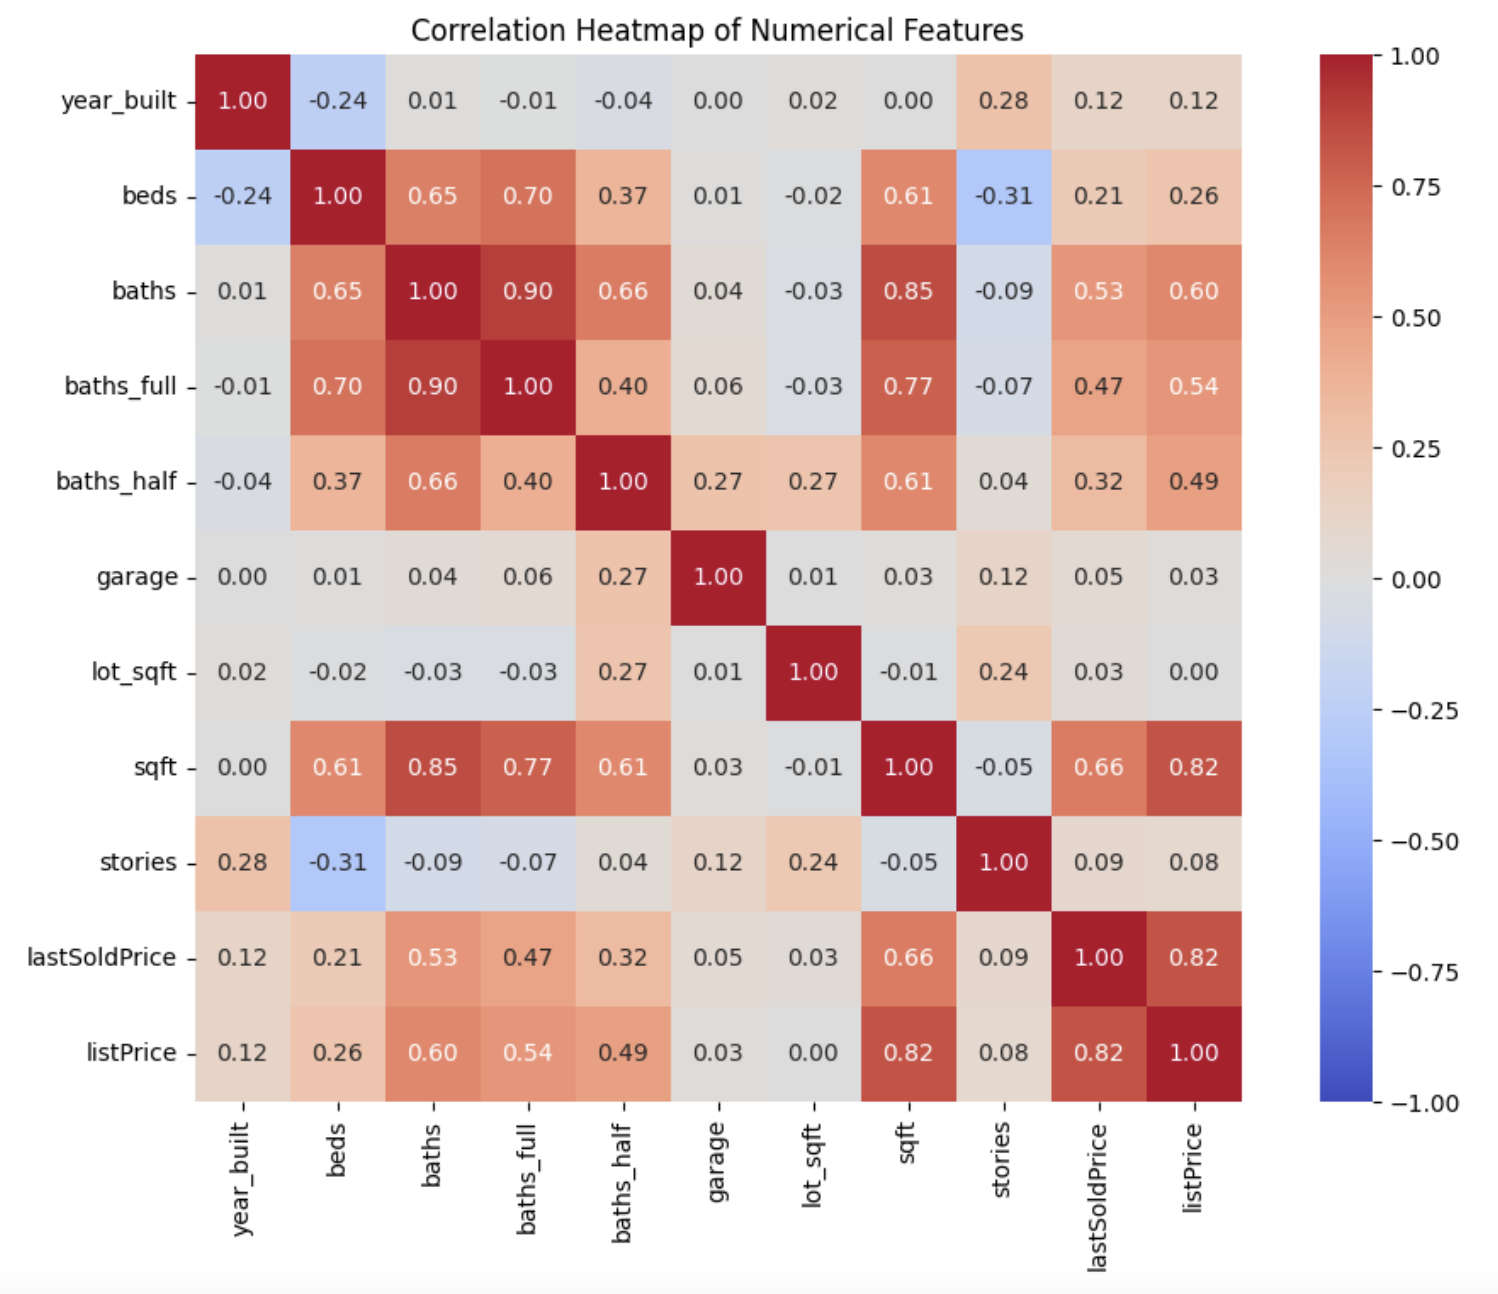 Correlation Heatmap of Numerical Features
year_built 1.00 -0.24 0.01 -0.01 -0.04 0.00 0.02 0.00 0.28 0.12 0.12
beds -0.24 1.00 0.65 0.70 0.37 0.01 -0.02 0.61 -0.31 0.21 0.26
baths 0.01 0.65 1.00 0.90 0.66 0.04 -0.03 0.85 -0.09 0.53 0.60
baths_full -0.01 0.70 0.90 1.00 0.40 0.06 -0.03 0.77 -0.07 0.47 0.54
baths_half -0.04 0.37 0.66 0.40 1.00 0.27 0.27 0.61 0.04 0.32 0.49
garage 0.00 0.01 0.04 0.06 0.27 1.00 0.01 0.03 0.12 0.05 0.03
lot_sqft 0.02 -0.02 -0.03 -0.03 0.27 0.01 1.00 -0.01 0.24 0.03 0.00
sqft 0.00 0.61 0.85 0.77 0.61 0.03 -0.01 1.00 -0.05 0.66 0.82
stories 0.28 -0.31 -0.09 -0.07 0.04 0.12 0.24 -0.05 1.00 0.09 0.08
lastSoldPrice 0.12 0.21 0.53 0.47 0.32 0.05 0.03 0.66 0.09 1.00 0.82
listPrice 0.12 0.26 0.60 0.54 0.49 0.03 0.00 0.82 0.08 0.82 1.00
year_built
beds
baths
baths_full
baths_half
garage
lot_sqft
sqft
stories
lastSoldPrice
listPrice
1.00
0.75
0.50
0.25
0.00
−0.25
−0.50
−0.75
−1.00